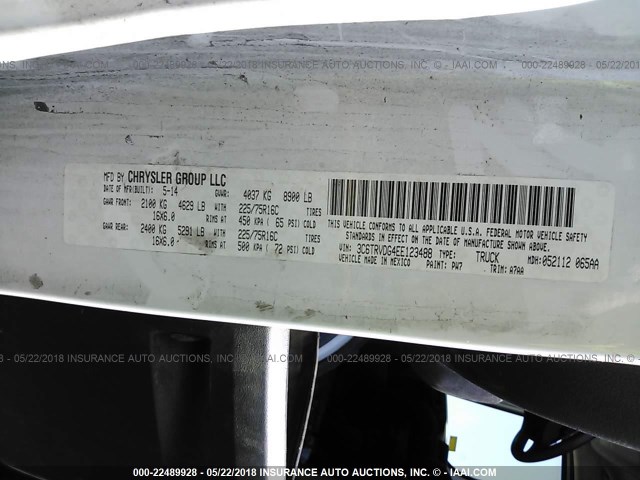 000-22489928 - 05/22/2018 INSURANCE AUTO AUCTIONS, INC. - IAAI.COM
MFD BY CHRYSLER GROUP LLC
DATE OF MFR(BUILT): 5-14 GVWR: 4037 KG 8900 LB
GAWR FRONT: 2100 KG 4629 LB WITH 225/75R16C TIRES
16X6.0 RIMS AT 450 KPA ( 65 PSI) COLD
GAWR REAR: 2400 KG 5291 LB WITH 225/75R16C TIRES
16X6.0 RIMS AT 500 KPA ( 72 PSI) COLD
THIS VEHICLE CONFORMS TO ALL APPLICABLE U.S.A. FEDERAL MOTOR VEHICLE SAFETY
STANDARDS IN EFFECT ON THE DATE OF MANUFACTURE SHOWN ABOVE.
VIN: 3C6TRVDG4EE123488 TYPE: TRUCK MDH: 052112 065AA
VEHICLE MADE IN MEXICO PAINT: PW7 TRIM: A7AA
000-22489928 - 05/22/2018 INSURANCE AUTO AUCTIONS, INC. - IAAI.COM
000-22489928 - 05/22/2018 INSURANCE AUTO AUCTIONS, INC. - IAAI.COM